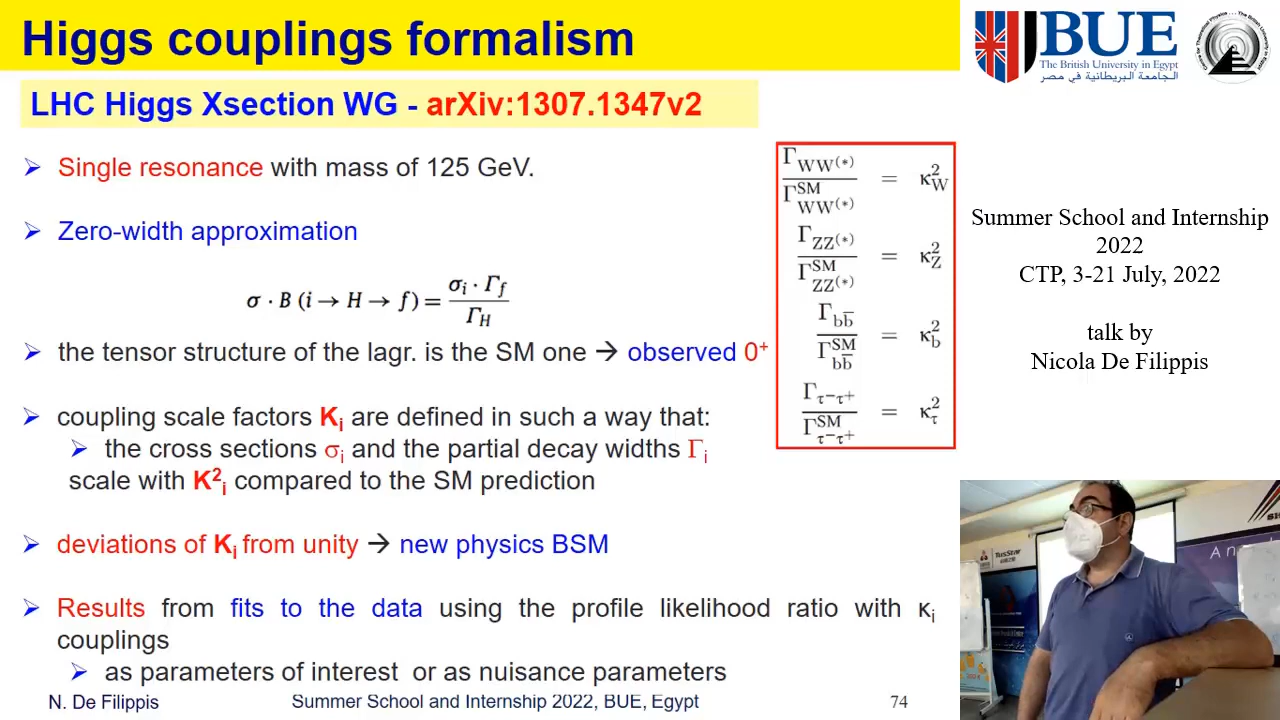 Higgs couplings formalism
LHC Higgs Xsection WG - arXiv:1307.1347v2
➢ Single resonance with mass of 125 GeV.
➢ Zero-width approximation
σ · B (i → H → f) = σi · Γf / ΓH
➢ the tensor structure of the lagr. is the SM one → observed 0⁺
➢ coupling scale factors Ki are defined in such a way that:
➢ the cross sections σi and the partial decay widths Γi
scale with K²i compared to the SM prediction
➢ deviations of Ki from unity → new physics BSM
➢ Results from fits to the data using the profile likelihood ratio with κi
couplings
➢ as parameters of interest or as nuisance parameters
N. De Filippis
Summer School and Internship 2022, BUE, Egypt
74
ΓWW(*) / Γ^SM WW(*) = κ²W
ΓZZ(*) / Γ^SM ZZ(*) = κ²Z
Γbb̅ / Γ^SM bb̅ = κ²b
Γτ⁻τ⁺ / Γ^SM τ⁻τ⁺ = κ²τ
BUE
The British University in Egypt
الجامعة البريطانية في مصر
Summer School and Internship
2022
CTP, 3-21 July, 2022
talk by
Nicola De Filippis